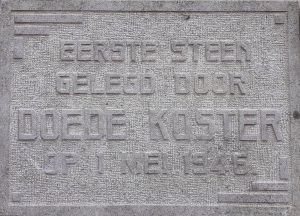 EERSTE STEEN
GELEGD DOOR
DOEDE KOSTER
OP 1 MEI 1946.